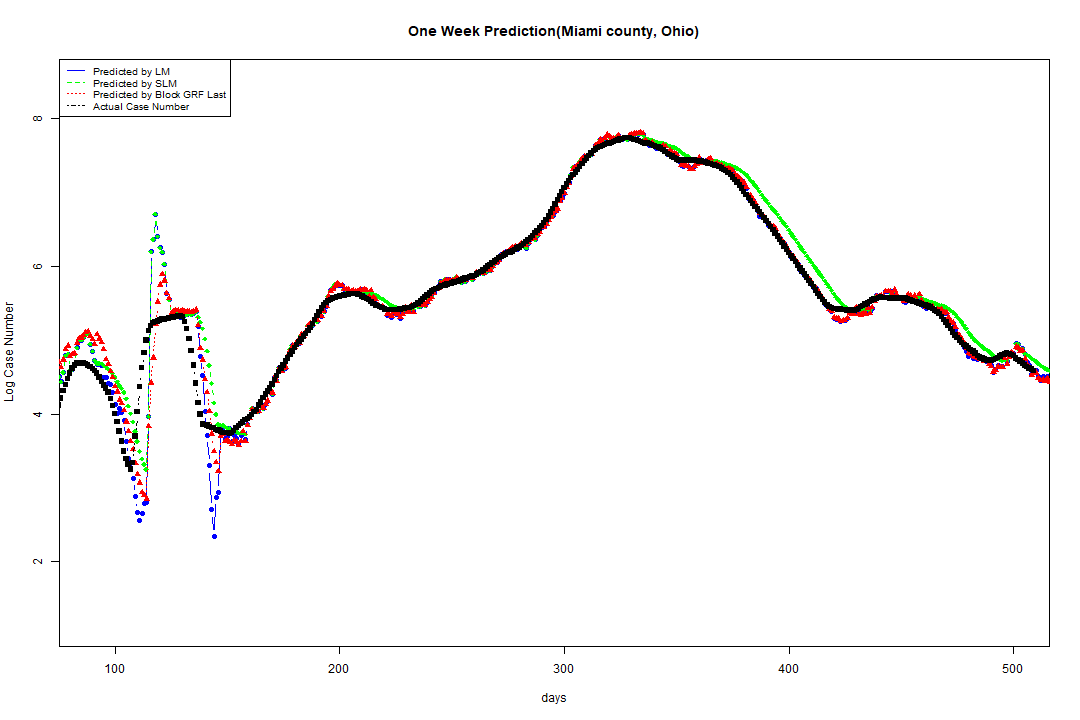 One Week Prediction(Miami county, Ohio)
Predicted by LM
Predicted by SLM
Predicted by Block GRF Last
Actual Case Number
8
6
4
2
Log Case Number
100 200 300 400 500
days